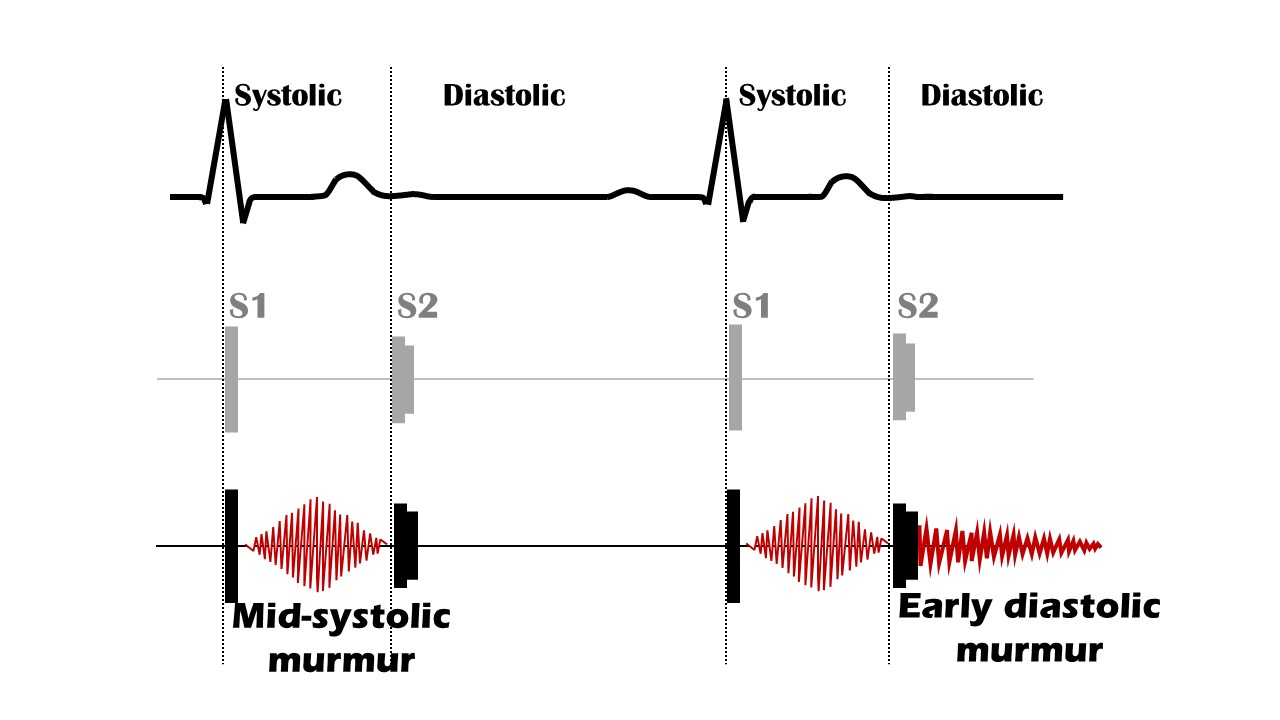 Systolic
Diastolic
Systolic
Diastolic
S1
S2
S1
S2
Mid-systolic
murmur
Early diastolic
murmur